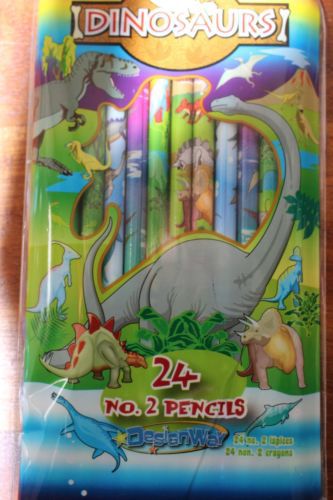 DINOSAURS
24
NO. 2 PENCILS
DesignWay
24 no. 2 lapices
24 non. 2 crayons